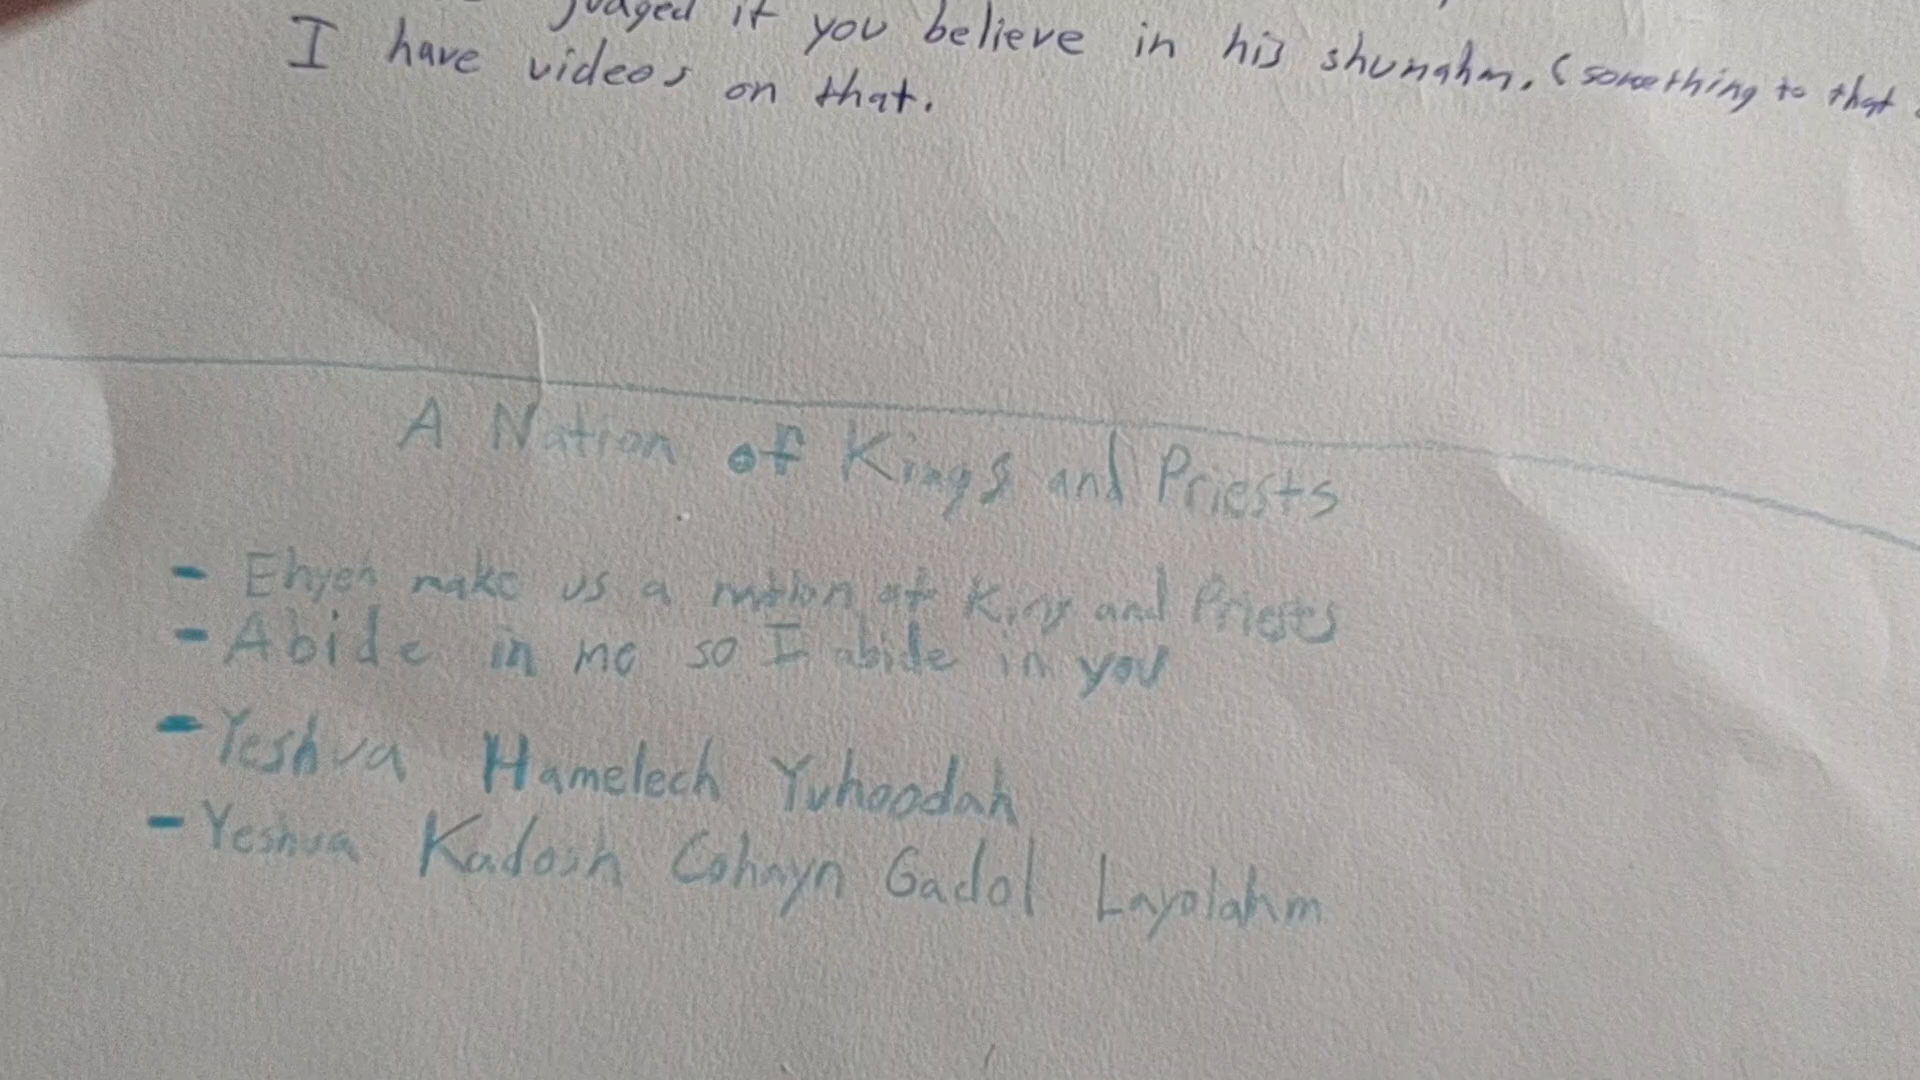 judged if you believe in his shunahm. (something to that
I have videos on that.
A Nation of Kings and Priests
- Ehyeh make us a nation of King and Priests
- Abide in me so I abide in you
- Yeshua Hamelech Yuhoodah
- Yeshua Kadosh Cohayn Gadol Layolahm